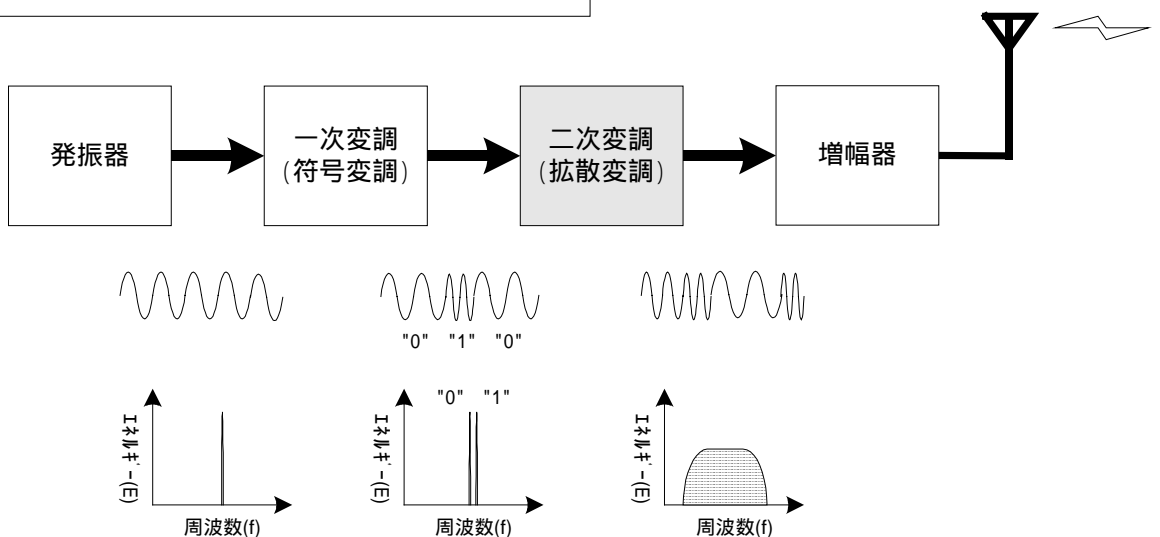 発振器
一次変調
(符号変調)
二次変調
(拡散変調)
増幅器
"0" "1" "0"
"0" "1"
エネルギー(E)
周波数(f)
エネルギー(E)
周波数(f)
エネルギー(E)
周波数(f)